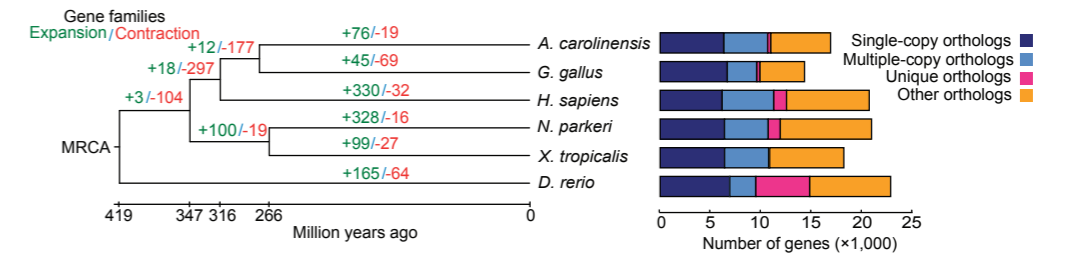 Gene families
Expansion/Contraction
+76/-19
+12/-177
A. carolinensis
+45/-69
+18/-297
G. gallus
+330/-32
+3/-104
H. sapiens
+328/-16
+100/-19
N. parkeri
+99/-27
MRCA
X. tropicalis
+165/-64
D. rerio
419 347 316 266 0
Million years ago
Single-copy orthologs
Multiple-copy orthologs
Unique orthologs
Other orthologs
0 5 10 15 20 25
Number of genes (×1,000)